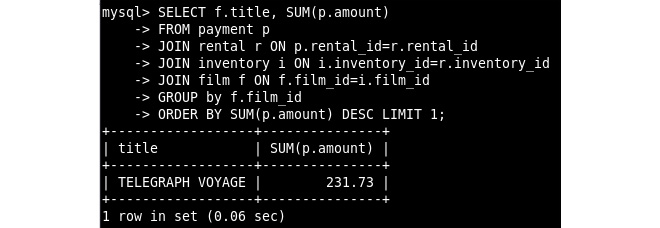 mysql> SELECT f.title, SUM(p.amount)
    -> FROM payment p
    -> JOIN rental r ON p.rental_id=r.rental_id
    -> JOIN inventory i ON i.inventory_id=r.inventory_id
    -> JOIN film f ON f.film_id=i.film_id
    -> GROUP by f.film_id
    -> ORDER BY SUM(p.amount) DESC LIMIT 1;
+------------------+---------------+
| title            | SUM(p.amount) |
+------------------+---------------+
| TELEGRAPH VOYAGE |        231.73 |
+------------------+---------------+
1 row in set (0.06 sec)